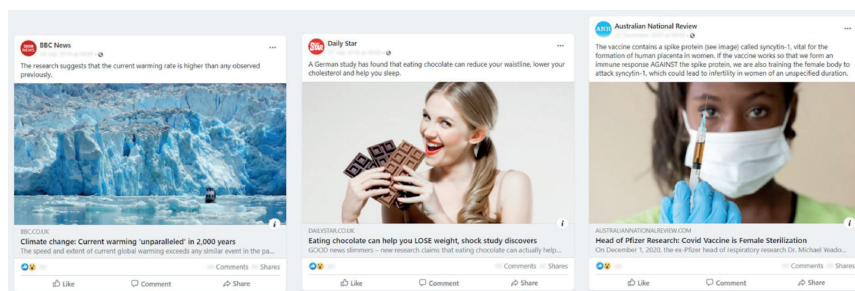 BBC NEWS
BBC News
The research suggests that the current warming rate is higher than any observed
previously.
BBC.CO.UK
Climate change: Current warming 'unparalleled' in 2,000 years
The speed and extent of current global warming exceeds any similar event in the pa...
Comments Shares
Like Comment Share
Daily Star
Daily Star
A German study has found that eating chocolate can reduce your waistline, lower your
cholesterol and help you sleep.
DAILYSTAR.CO.UK
Eating chocolate can help you LOSE weight, shock study discovers
GOOD news slimmers – new research claims that eating chocolate can actually help...
Comments Shares
Like Comment Share
ANR
Australian National Review
The vaccine contains a spike protein (see image) called syncytin-1, vital for the
formation of human placenta in women. If the vaccine works so that we form an
immune response AGAINST the spike protein, we are also training the female body to
attack syncytin-1, which could lead to infertility in women of an unspecified duration.
AUSTRALIANNATIONALREVIEW.COM
Head of Pfizer Research: Covid Vaccine is Female Sterilization
On December 1, 2020, the ex-Pfizer head of respiratory research Dr. Michael Yeado...
Comments Shares
Like Comment Share